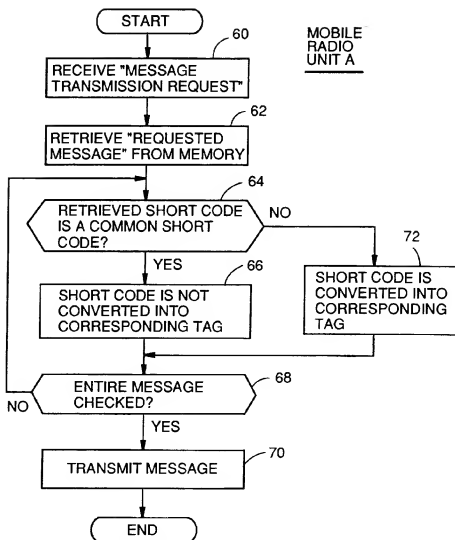 START
60
MOBILE
RADIO
UNIT A
RECEIVE "MESSAGE
TRANSMISSION REQUEST"
62
RETRIEVE "REQUESTED
MESSAGE" FROM MEMORY
64
RETRIEVED SHORT CODE
IS A COMMON SHORT
CODE?
NO
YES
66
72
SHORT CODE IS NOT
CONVERTED INTO
CORRESPONDING TAG
SHORT CODE IS
CONVERTED INTO
CORRESPONDING
TAG
68
ENTIRE MESSAGE
CHECKED?
NO
YES
70
TRANSMIT MESSAGE
END